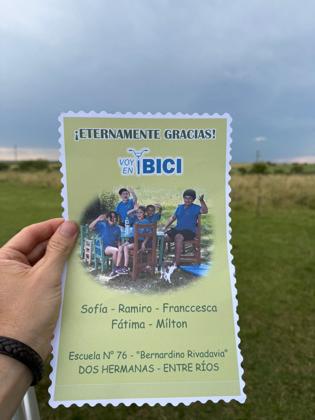 ¡ETERNAMENTE GRACIAS!
VOY
EN BICI
Sofía - Ramiro - Franccesca
Fátima - Milton
Escuela N° 76 - "Bernardino Rivadavia"
DOS HERMANAS - ENTRE RÍOS